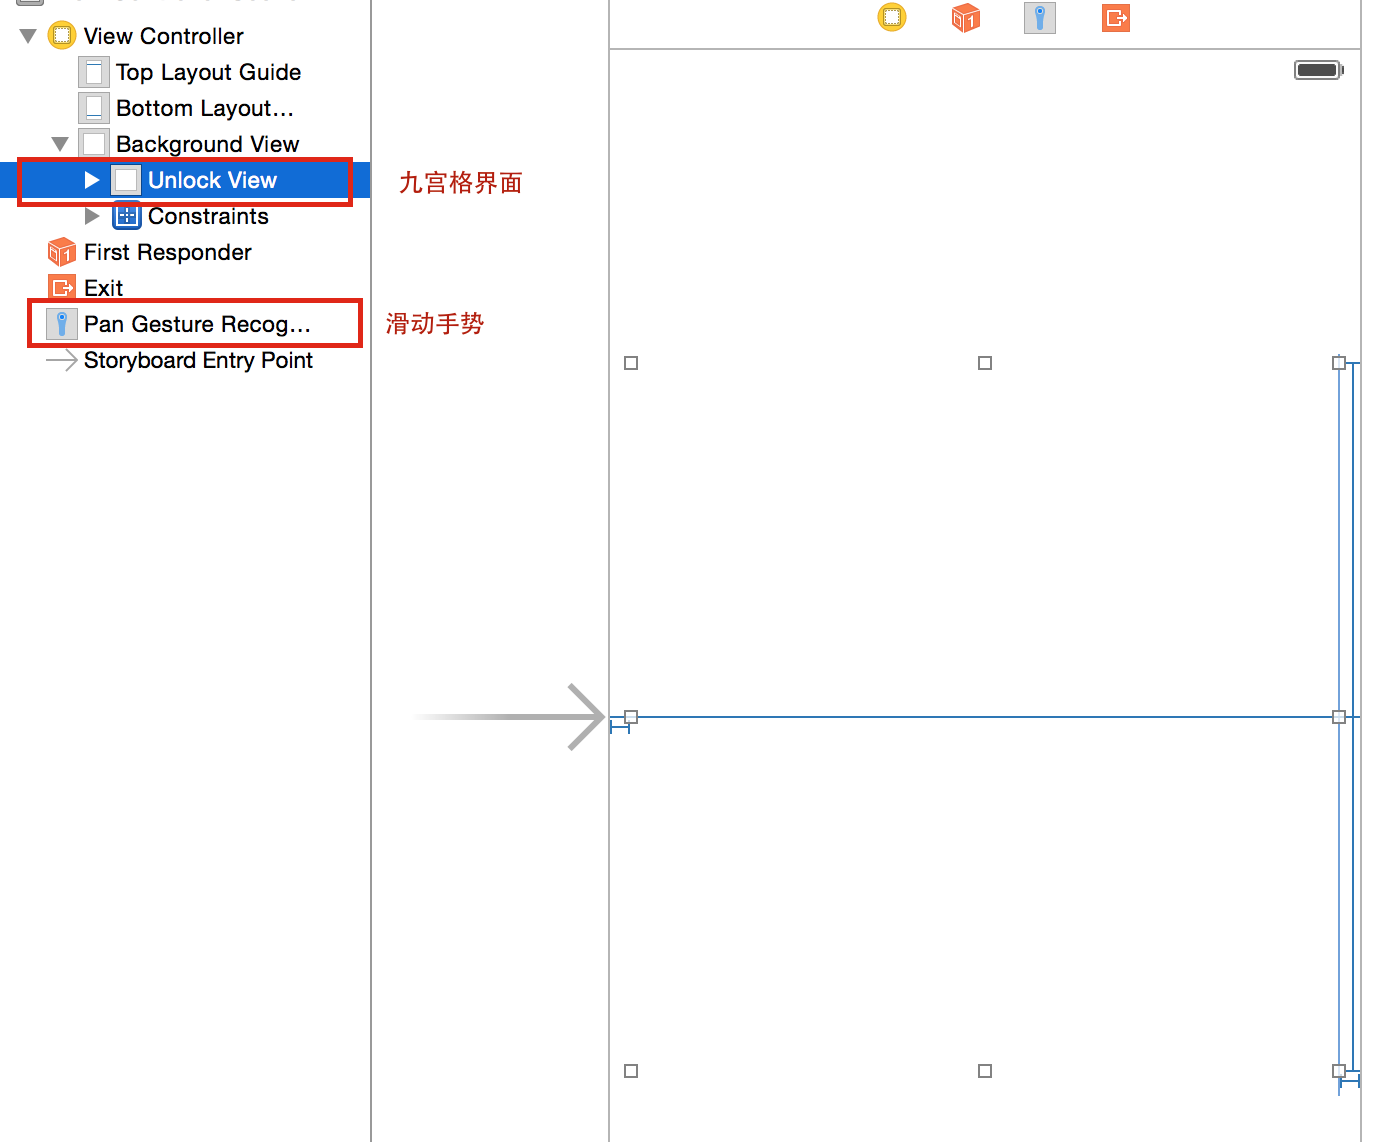 View Controller
Top Layout Guide
Bottom Layout...
Background View
Unlock View
九宫格界面
Constraints
First Responder
Exit
Pan Gesture Recog...
滑动手势
Storyboard Entry Point